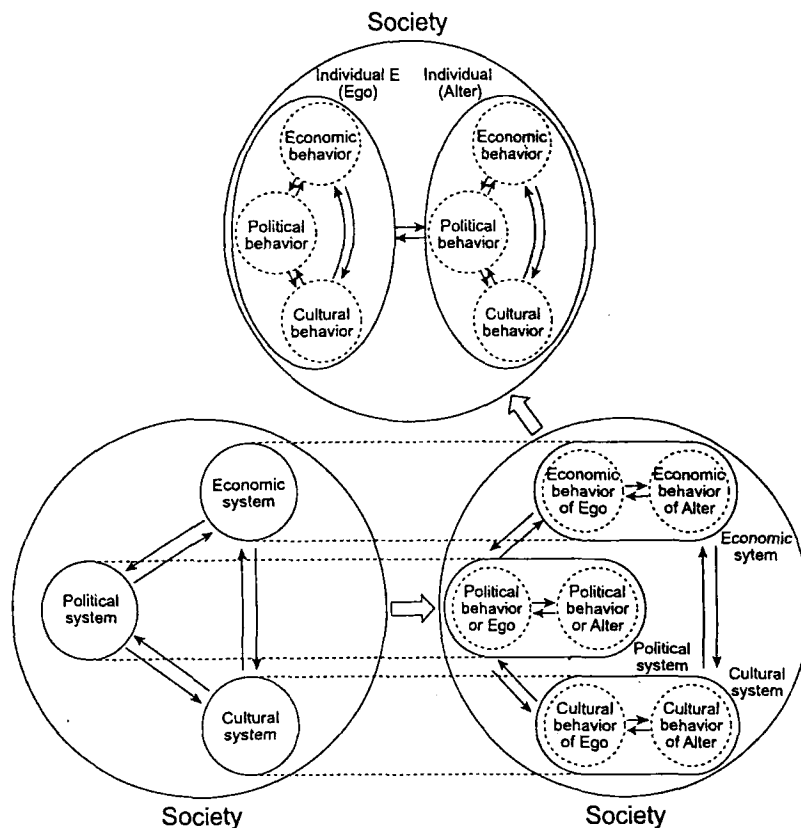 Society
Individual E
(Ego)
Individual
(Alter)
Economic
behavior
Political
behavior
Cultural
behavior
Economic
behavior
Political
behavior
Cultural
behavior
Economic
system
Political
system
Cultural
system
Society
Economic
behavior
of Ego
Economic
behavior
of Alter
Economic
sytem
Political
behavior
or Ego
Political
behavior
or Alter
Political
system
Cultural
system
Cultural
behavior
of Ego
Cultural
behavior
of Alter
Society